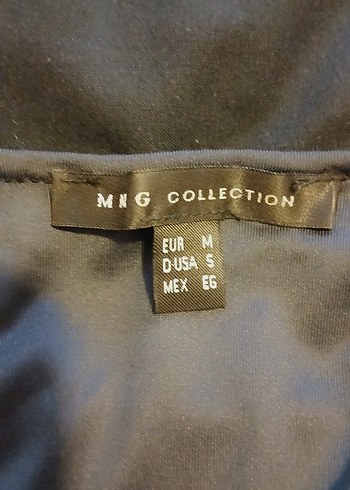 MNG COLLECTION
EUR M
D-USA S
MEX EG